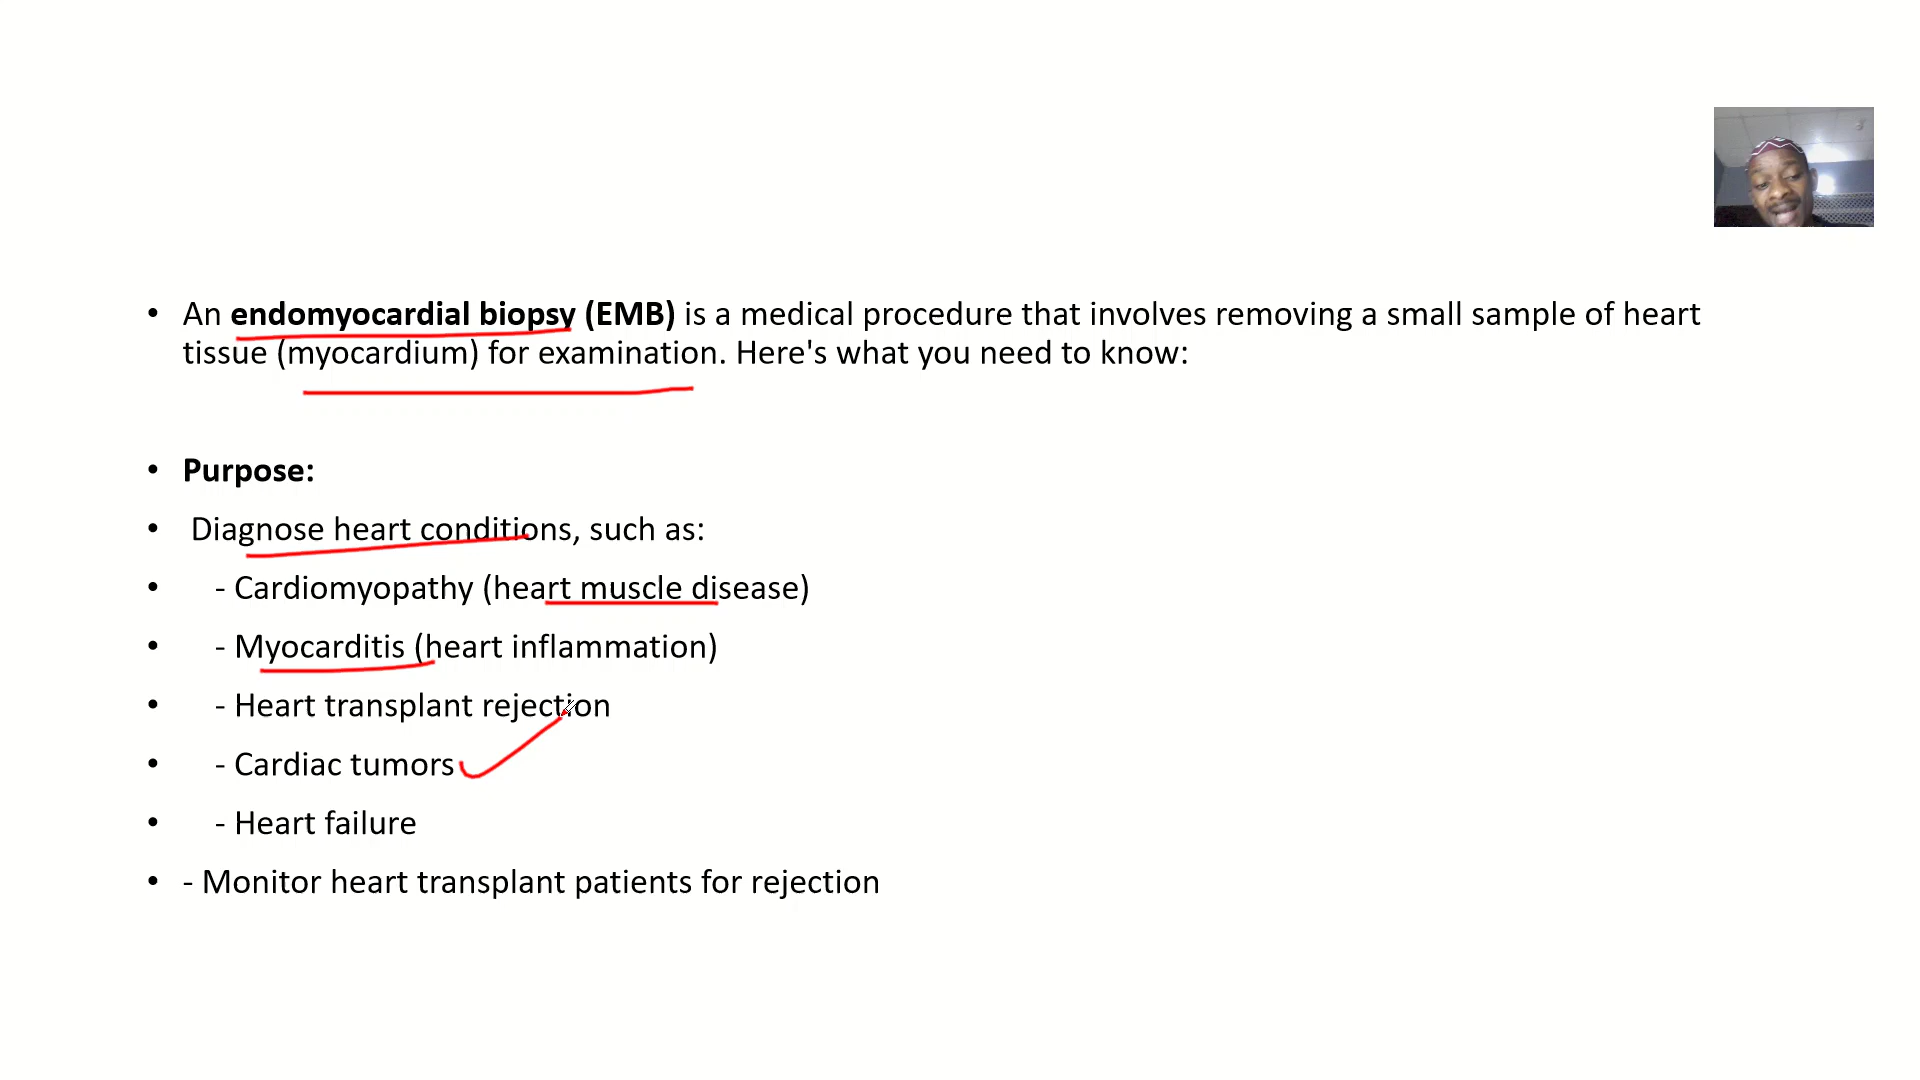 • An endomyocardial biopsy (EMB) is a medical procedure that involves removing a small sample of heart
tissue (myocardium) for examination. Here's what you need to know:
• Purpose:
• Diagnose heart conditions, such as:
• - Cardiomyopathy (heart muscle disease)
• - Myocarditis (heart inflammation)
• - Heart transplant rejection
• - Cardiac tumors
• - Heart failure
• - Monitor heart transplant patients for rejection